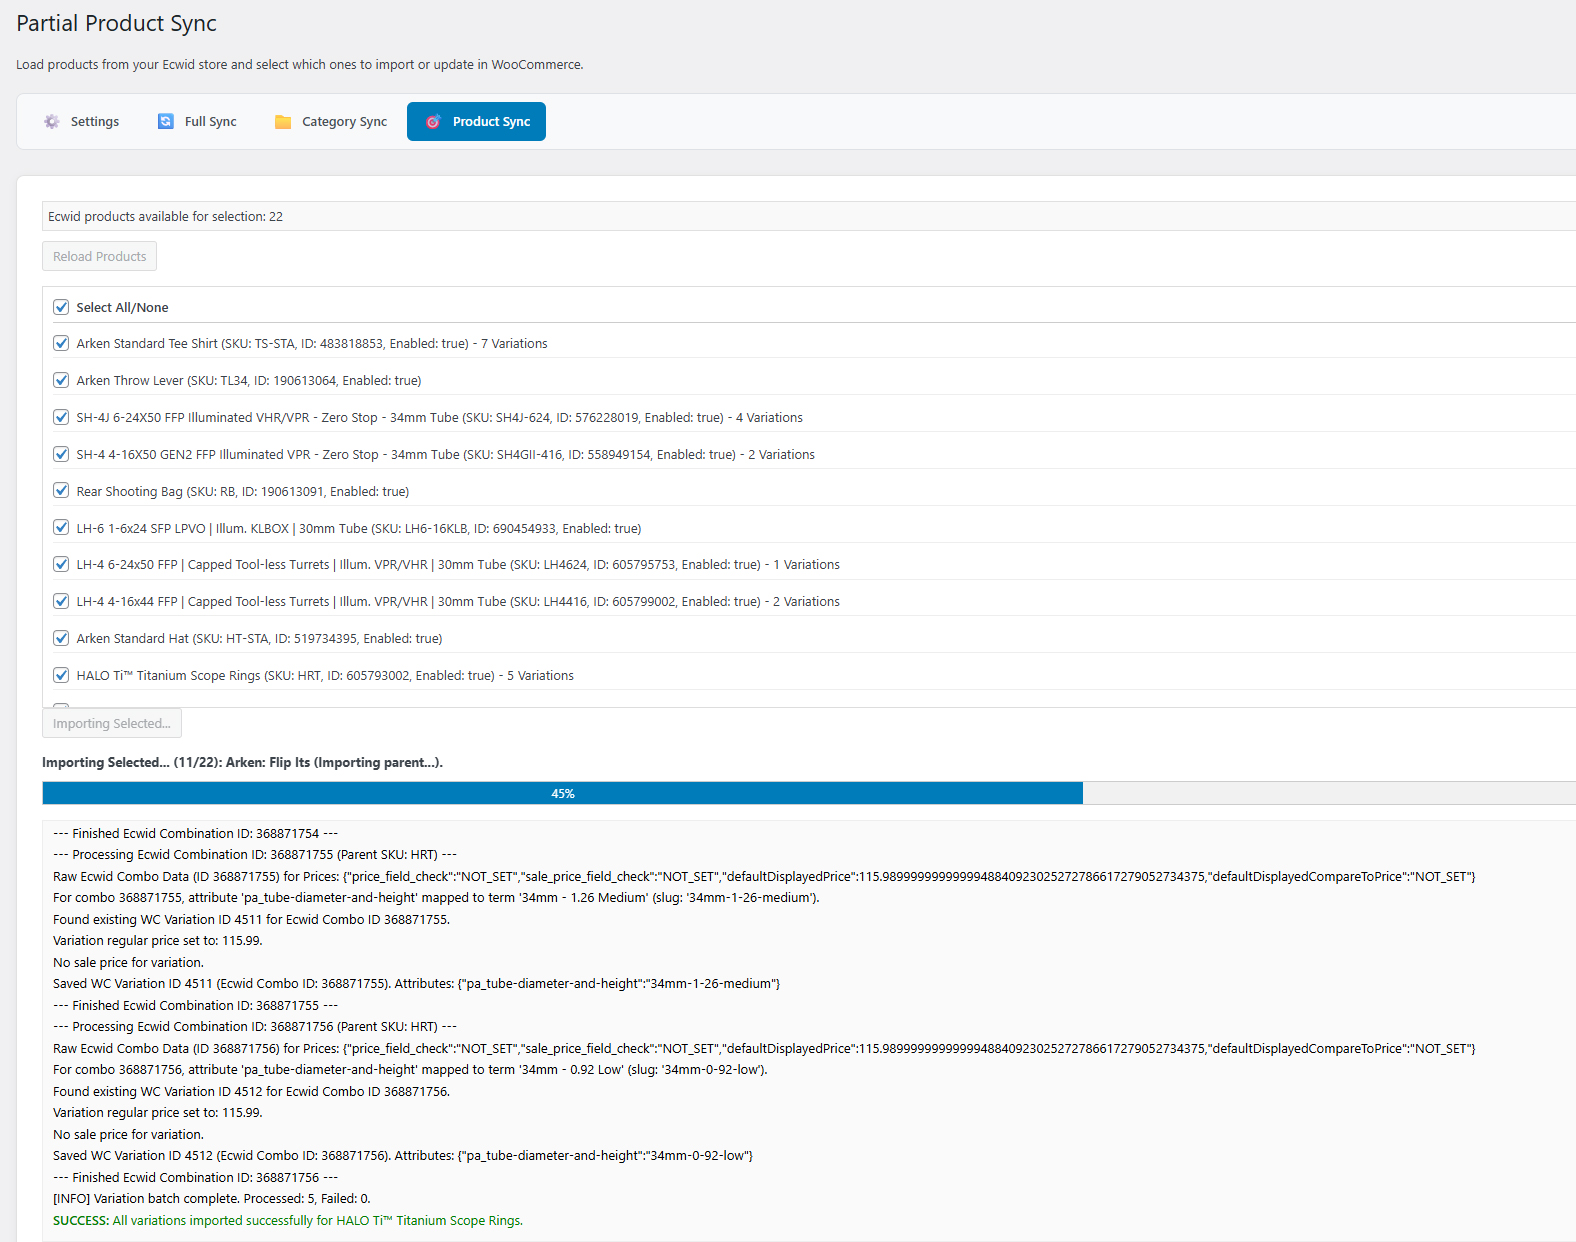 Partial Product Sync
Load products from your Ecwid store and select which ones to import or update in WooCommerce.
Settings
Full Sync
Category Sync
Product Sync
Ecwid products available for selection: 22
Reload Products
Select All/None
Arken Standard Tee Shirt (SKU: TS-STA, ID: 483818853, Enabled: true) - 7 Variations
Arken Throw Lever (SKU: TL34, ID: 190613064, Enabled: true)
SH-4J 6-24X50 FFP Illuminated VHR/VPR - Zero Stop - 34mm Tube (SKU: SH4J-624, ID: 576228019, Enabled: true) - 4 Variations
SH-4 4-16X50 GEN2 FFP Illuminated VPR - Zero Stop - 34mm Tube (SKU: SH4GII-416, ID: 558949154, Enabled: true) - 2 Variations
Rear Shooting Bag (SKU: RB, ID: 190613091, Enabled: true)
LH-6 1-6x24 SFP LPVO | Illum. KLBOX | 30mm Tube (SKU: LH6-16KLB, ID: 690454933, Enabled: true)
LH-4 6-24x50 FFP | Capped Tool-less Turrets | Illum. VPR/VHR | 30mm Tube (SKU: LH4624, ID: 605795753, Enabled: true) - 1 Variations
LH-4 4-16x44 FFP | Capped Tool-less Turrets | Illum. VPR/VHR | 30mm Tube (SKU: LH4416, ID: 605799002, Enabled: true) - 2 Variations
Arken Standard Hat (SKU: HT-STA, ID: 519734395, Enabled: true)
HALO Ti™ Titanium Scope Rings (SKU: HRT, ID: 605793002, Enabled: true) - 5 Variations
Importing Selected...
Importing Selected... (11/22): Arken: Flip Its (Importing parent...).
45%
--- Finished Ecwid Combination ID: 368871754 ---
--- Processing Ecwid Combination ID: 368871755 (Parent SKU: HRT) ---
Raw Ecwid Combo Data (ID 368871755) for Prices: {"price_field_check":"NOT_SET","sale_price_field_check":"NOT_SET","defaultDisplayedPrice":115.9899999999999948840923025272786617279052734375,"defaultDisplayedCompareToPrice":"NOT_SET"}
For combo 368871755, attribute 'pa_tube-diameter-and-height' mapped to term '34mm - 1.26 Medium' (slug: '34mm-1-26-medium').
Found existing WC Variation ID 4511 for Ecwid Combo ID 368871755.
Variation regular price set to: 115.99.
No sale price for variation.
Saved WC Variation ID 4511 (Ecwid Combo ID: 368871755). Attributes: {"pa_tube-diameter-and-height":"34mm-1-26-medium"}
--- Finished Ecwid Combination ID: 368871755 ---
--- Processing Ecwid Combination ID: 368871756 (Parent SKU: HRT) ---
Raw Ecwid Combo Data (ID 368871756) for Prices: {"price_field_check":"NOT_SET","sale_price_field_check":"NOT_SET","defaultDisplayedPrice":115.9899999999999948840923025272786617279052734375,"defaultDisplayedCompareToPrice":"NOT_SET"}
For combo 368871756, attribute 'pa_tube-diameter-and-height' mapped to term '34mm - 0.92 Low' (slug: '34mm-0-92-low').
Found existing WC Variation ID 4512 for Ecwid Combo ID 368871756.
Variation regular price set to: 115.99.
No sale price for variation.
Saved WC Variation ID 4512 (Ecwid Combo ID: 368871756). Attributes: {"pa_tube-diameter-and-height":"34mm-0-92-low"}
--- Finished Ecwid Combination ID: 368871756 ---
[INFO] Variation batch complete. Processed: 5, Failed: 0.
SUCCESS: All variations imported successfully for HALO Ti™ Titanium Scope Rings.